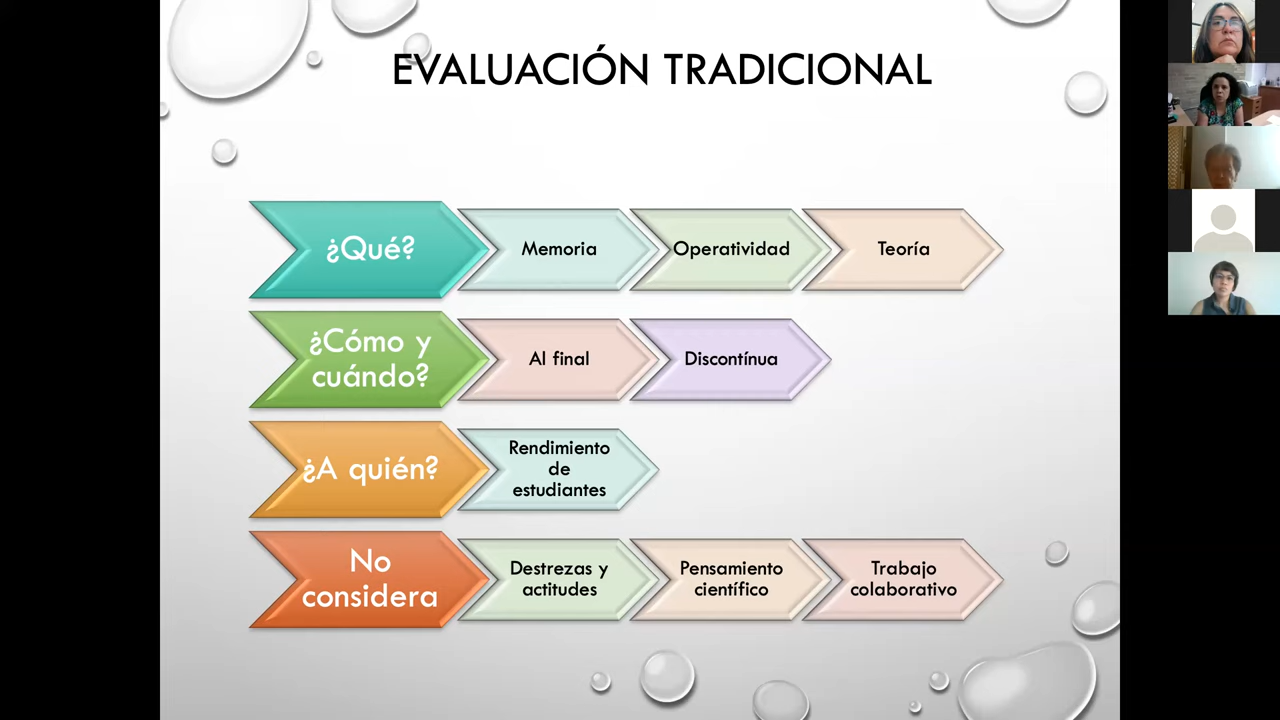 EVALUACIÓN TRADICIONAL
¿Qué?
Memoria
Operatividad
Teoría
¿Cómo y
cuándo?
Al final
Discontínua
¿A quién?
Rendimiento
de
estudiantes
No
considera
Destrezas y
actitudes
Pensamiento
científico
Trabajo
colaborativo